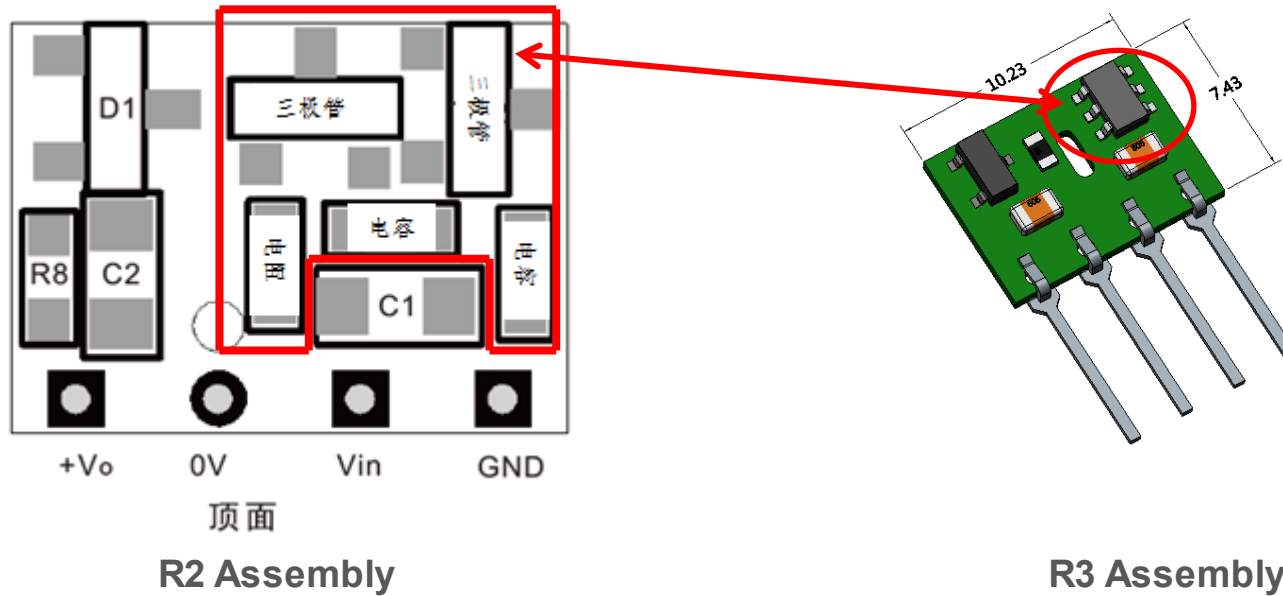 D1
三极管
三极管
R8
C2
电阻
电容
C1
电容
+Vo
0V
Vin
GND
顶面
R2 Assembly
10.23
7.43
R3 Assembly